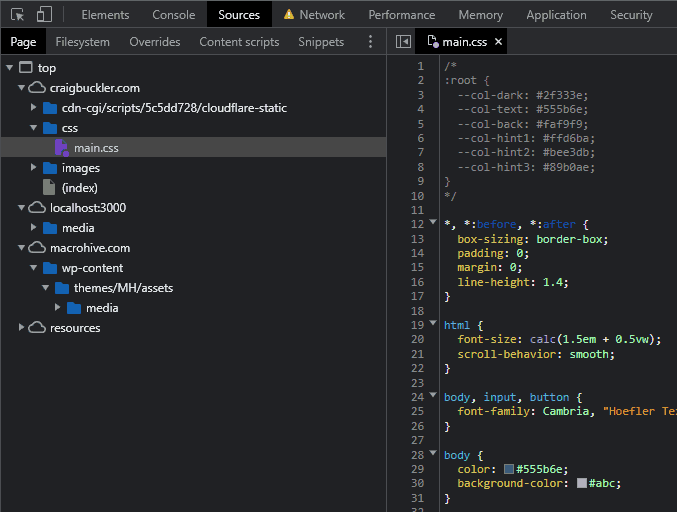 Elements Console Sources Network Performance Memory Application Security
Page Filesystem Overrides Content scripts Snippets
main.css ×
top
craigbuckler.com
cdn-cgi/scripts/5c5dd728/cloudflare-static
css
main.css
images
(index)
localhost:3000
media
macrohive.com
wp-content
themes/MH/assets
media
resources
1 /*
2 :root {
3 --col-dark: #2f333e;
4 --col-text: #555b6e;
5 --col-back: #faf9f9;
6 --col-hint1: #ffd6ba;
7 --col-hint2: #bee3db;
8 --col-hint3: #89b0ae;
9 }
10 */
11
12 *, *:before, *:after {
13 box-sizing: border-box;
14 padding: 0;
15 margin: 0;
16 line-height: 1.4;
17 }
18
19 html {
20 font-size: calc(1.5em + 0.5vw);
21 scroll-behavior: smooth;
22 }
23
24 body, input, button {
25 font-family: Cambria, "Hoefler Te
26 }
27
28 body {
29 color: #555b6e;
30 background-color: #abc;
31 }